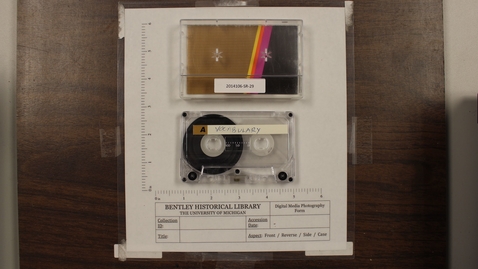 2014106-SR-29
A VOCABULARY
BENTLEY HISTORICAL LIBRARY
THE UNIVERSITY OF MICHIGAN
Digital Media Photography
Form
Collection
ID:
Accession
Date:
Title:
Aspect: Front / Reverse / Side / Case